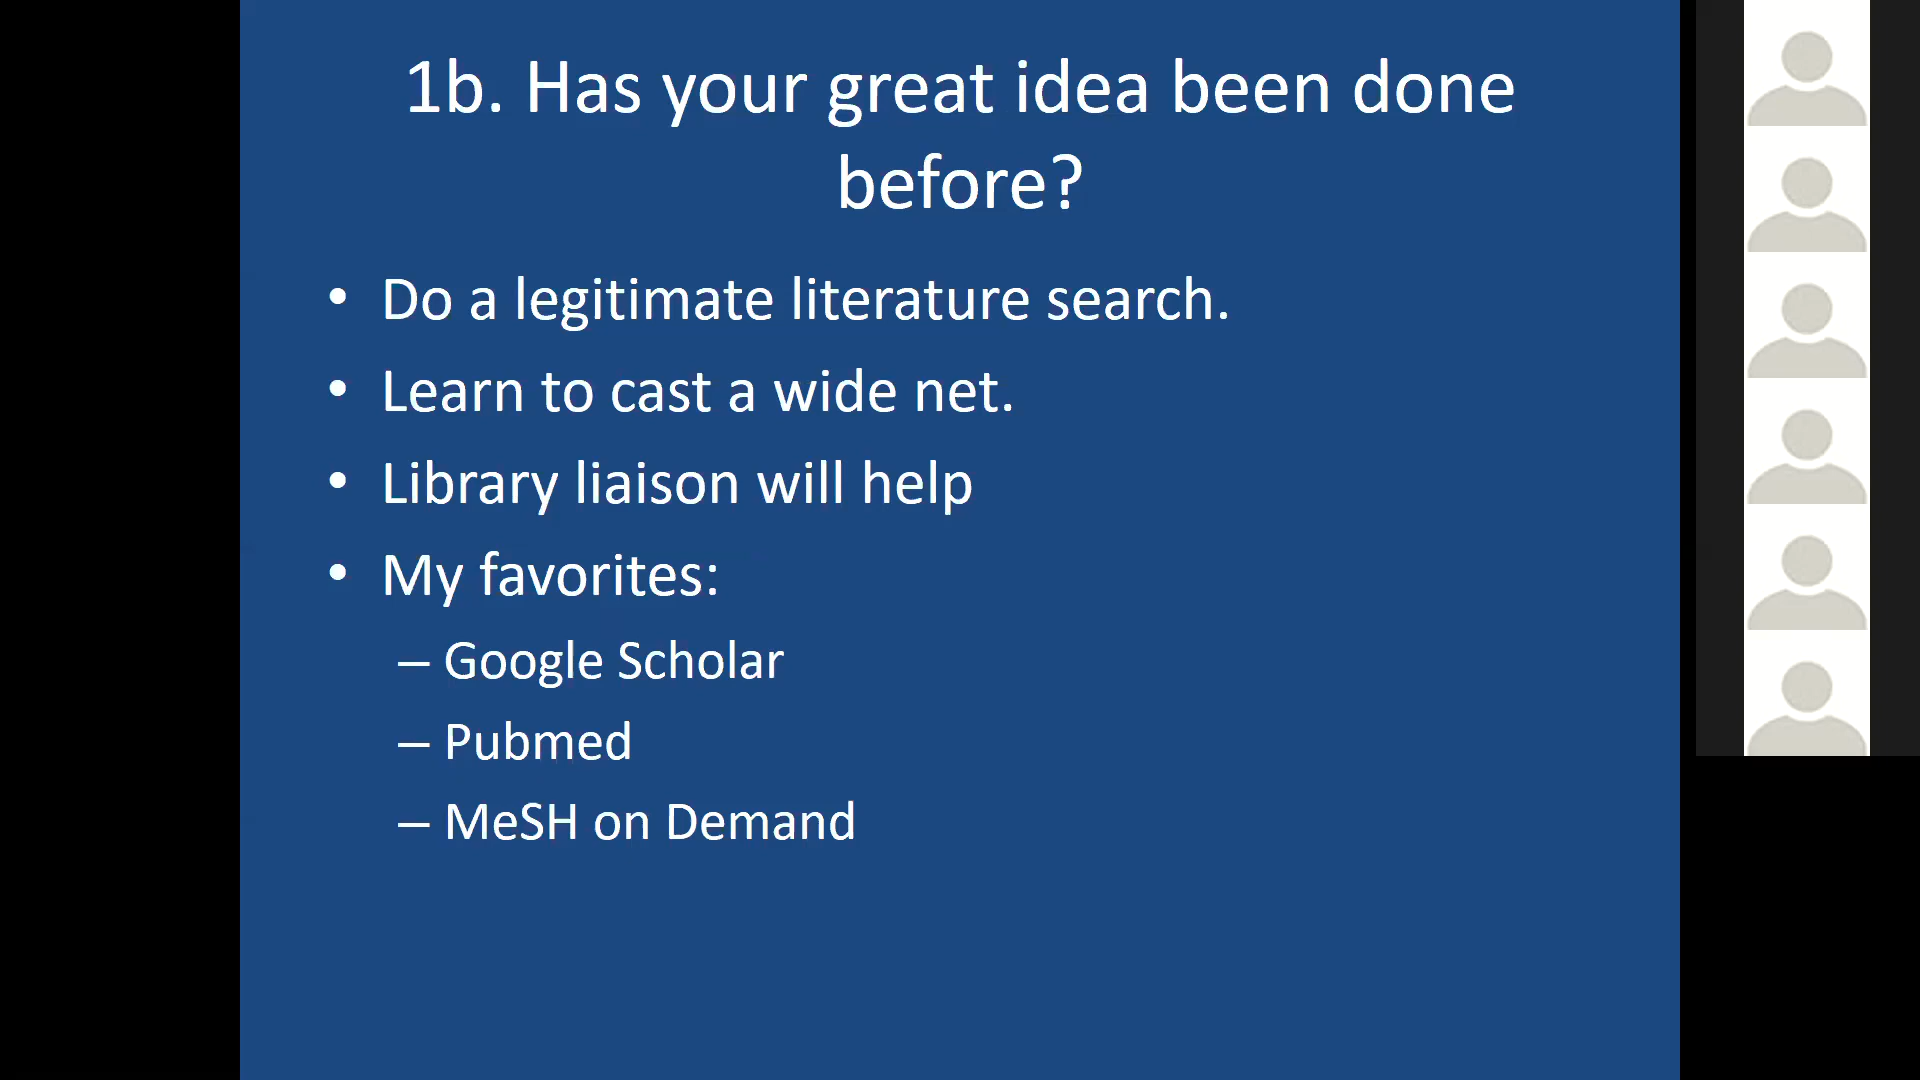 1b. Has your great idea been done
before?
• Do a legitimate literature search.
• Learn to cast a wide net.
• Library liaison will help
• My favorites:
– Google Scholar
– Pubmed
– MeSH on Demand